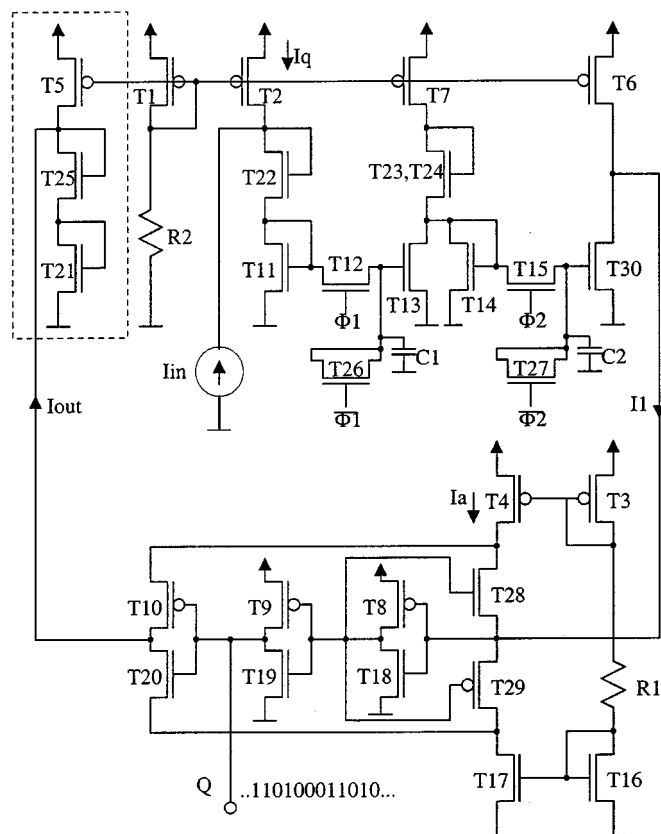 T5
T1
T2
Iq
T7
T6
T25
T22
T23,T24
T21
R2
T11
T12
T13
T14
T15
T30
Φ1
Φ2
Iin
T26
C1
T27
C2
Φ1
Φ2
Iout
I1
Ia
T4
T3
T10
T9
T8
T28
T20
T19
T18
T29
R1
Q
..110100011010...
T17
T16